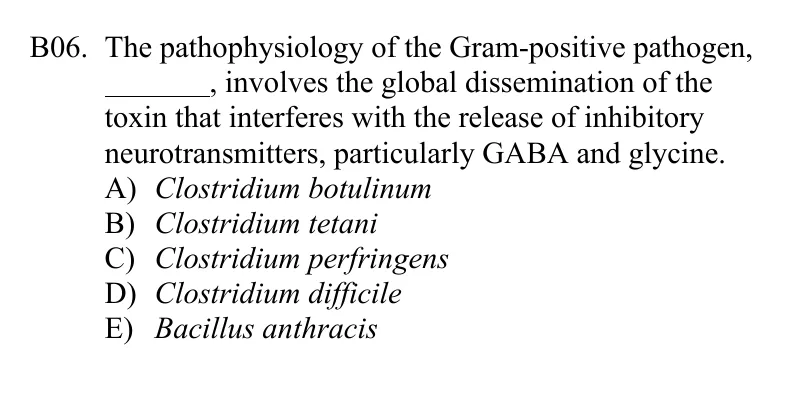 B06. The pathophysiology of the Gram-positive pathogen,
_______, involves the global dissemination of the
toxin that interferes with the release of inhibitory
neurotransmitters, particularly GABA and glycine.
A) Clostridium botulinum
B) Clostridium tetani
C) Clostridium perfringens
D) Clostridium difficile
E) Bacillus anthracis